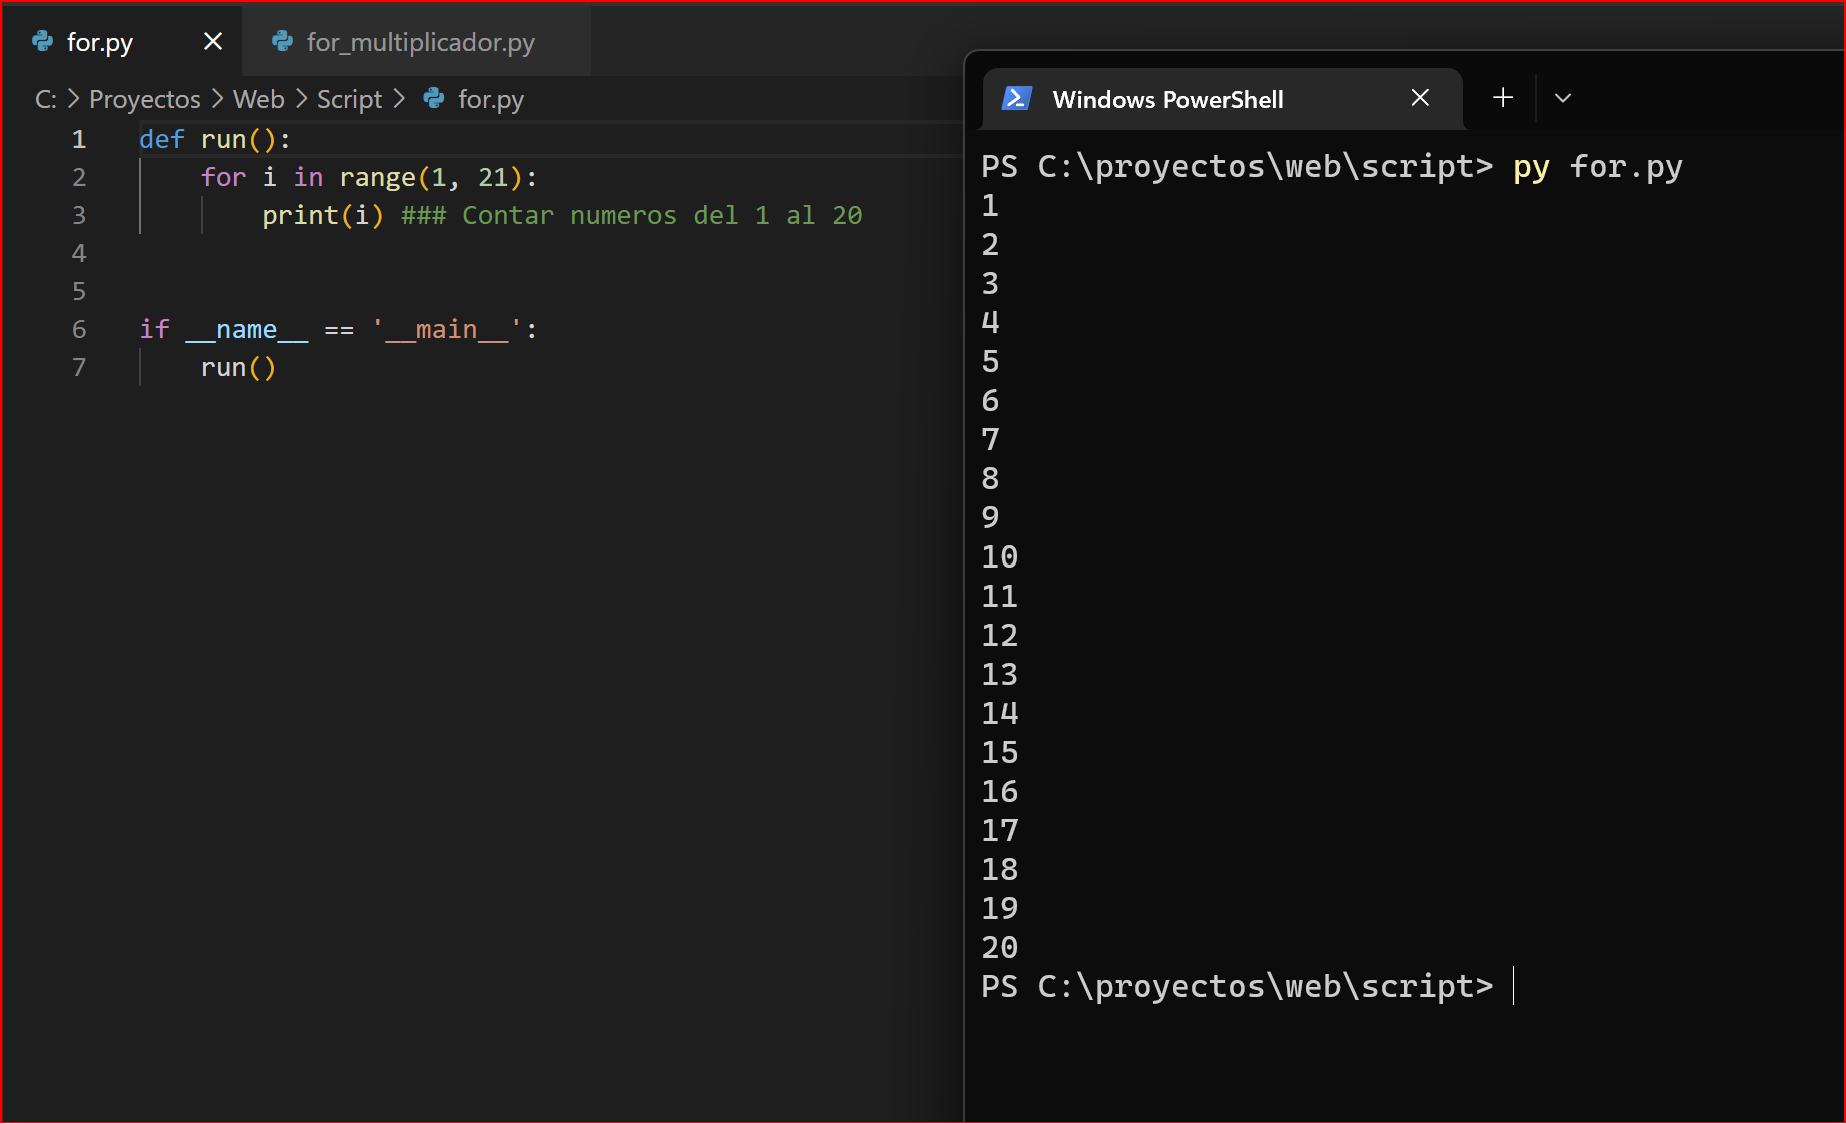 for.py
for_multiplicador.py
C: > Proyectos > Web > Script > for.py
1 def run():
2     for i in range(1, 21):
3         print(i) ### Contar numeros del 1 al 20
4
5
6 if __name__ == '__main__':
7     run()
Windows PowerShell
PS C:\proyectos\web\script> py for.py
1
2
3
4
5
6
7
8
9
10
11
12
13
14
15
16
17
18
19
20
PS C:\proyectos\web\script>